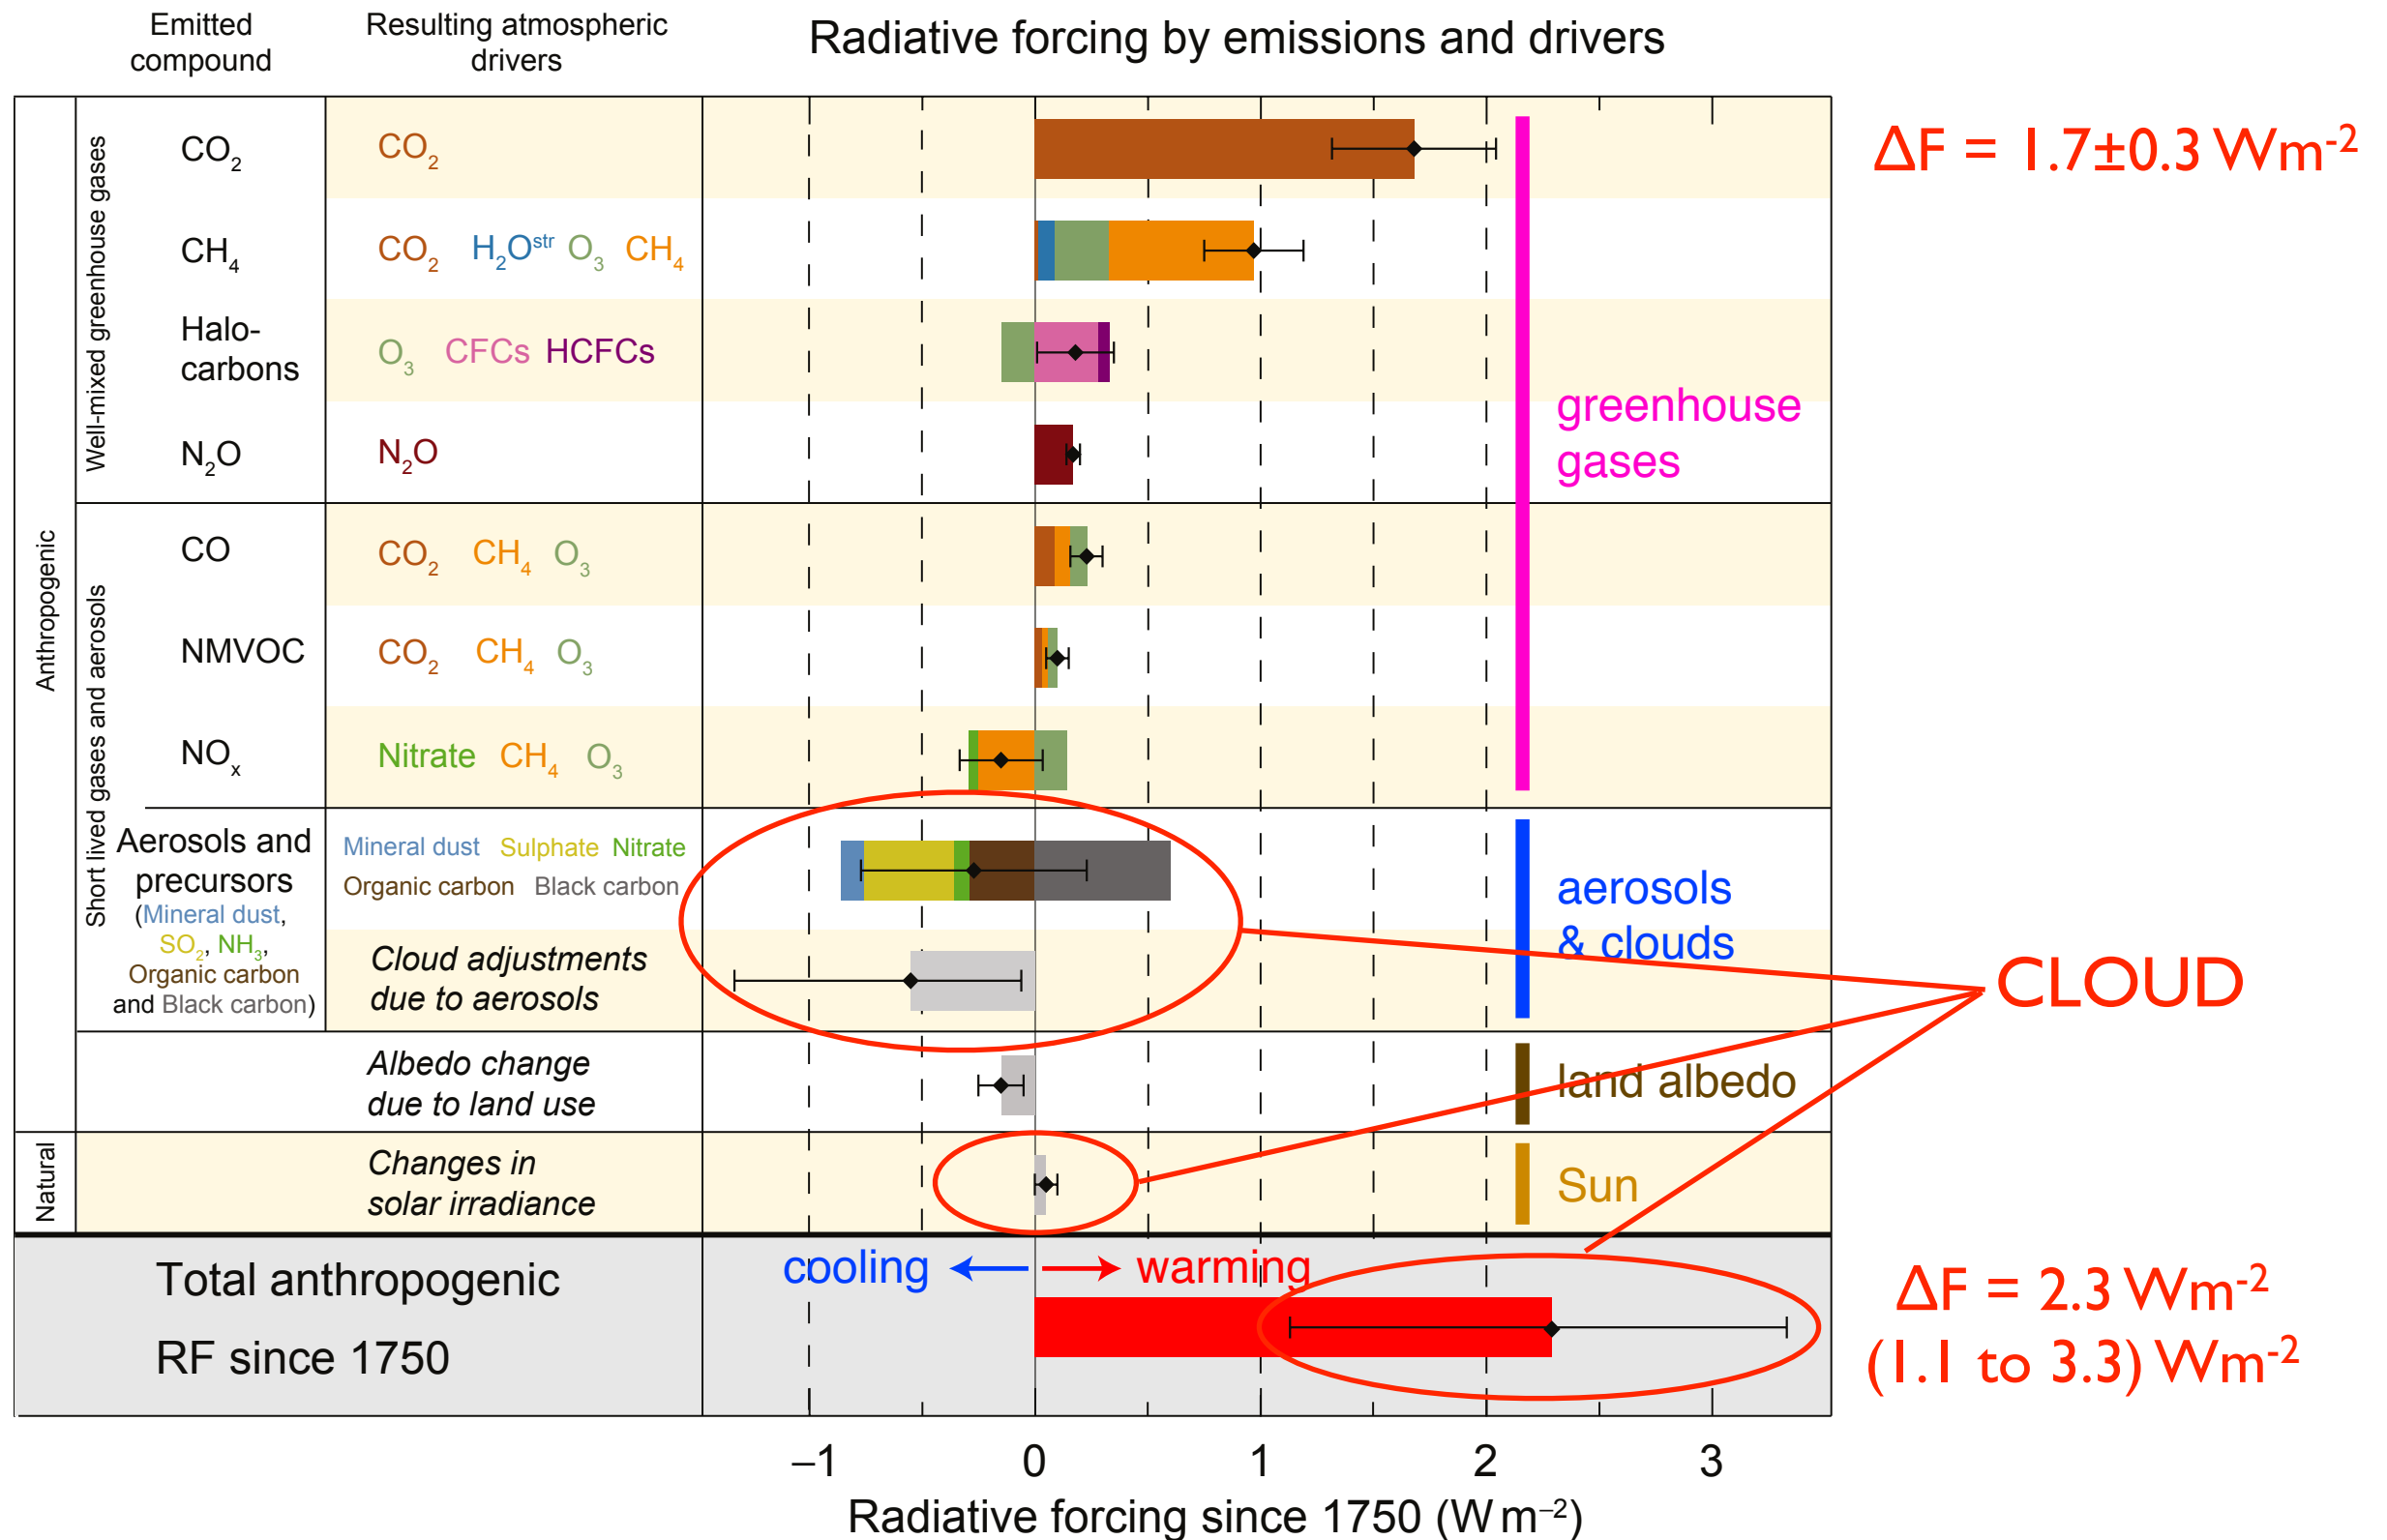 Emitted
compound
Resulting atmospheric
drivers
Radiative forcing by emissions and drivers
Anthropogenic
Well-mixed greenhouse gases
CO₂
CO₂
ΔF = 1.7±0.3 Wm⁻²
CH₄
CO₂ H₂Oˢᵗʳ O₃ CH₄
Halo-
carbons
O₃ CFCs HCFCs
N₂O
N₂O
greenhouse
gases
Short lived gases and aerosols
CO
CO₂ CH₄ O₃
NMVOC
CO₂ CH₄ O₃
NOₓ
Nitrate CH₄ O₃
Aerosols and
precursors
(Mineral dust,
SO₂, NH₃,
Organic carbon
and Black carbon)
Mineral dust Sulphate Nitrate
Organic carbon Black carbon
Cloud adjustments
due to aerosols
aerosols
& clouds
CLOUD
Albedo change
due to land use
land albedo
Natural
Changes in
solar irradiance
Sun
Total anthropogenic
RF since 1750
cooling
warming
ΔF = 2.3 Wm⁻²
(1.1 to 3.3) Wm⁻²
–1 0 1 2 3
Radiative forcing since 1750 (W m⁻²)